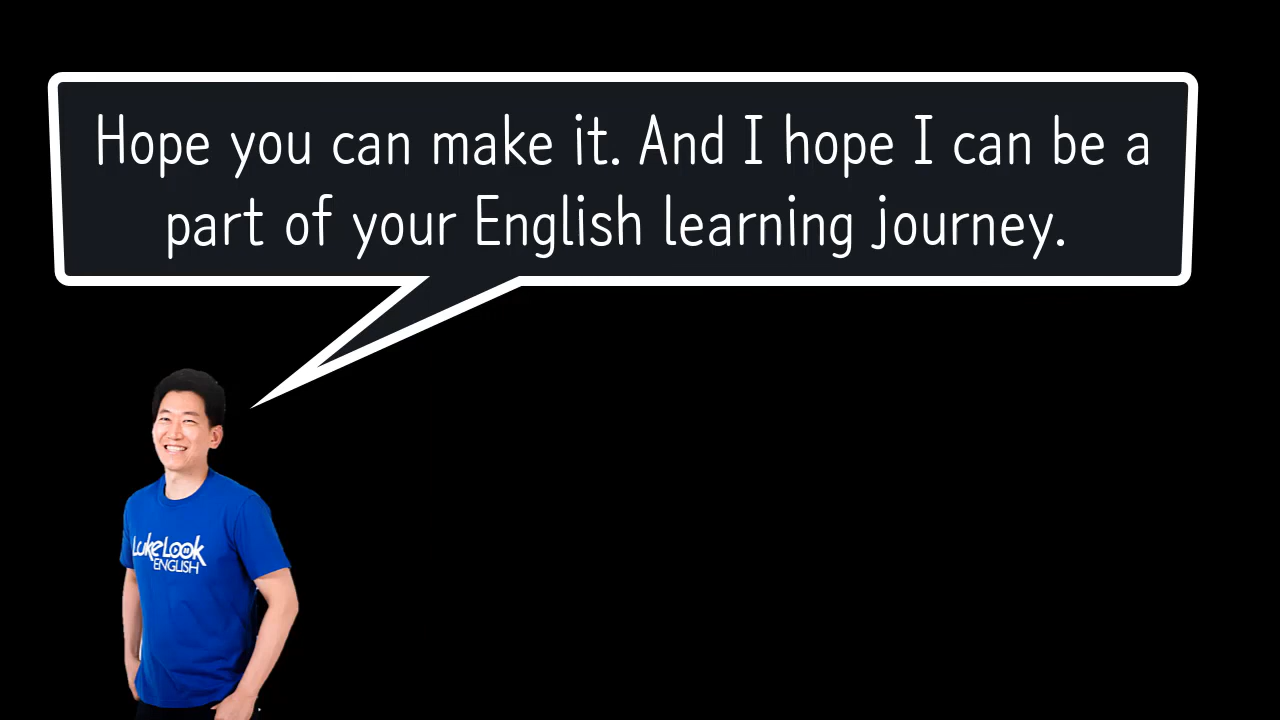 Hope you can make it. And I hope I can be a
part of your English learning journey.
LukeLook
ENGLISH